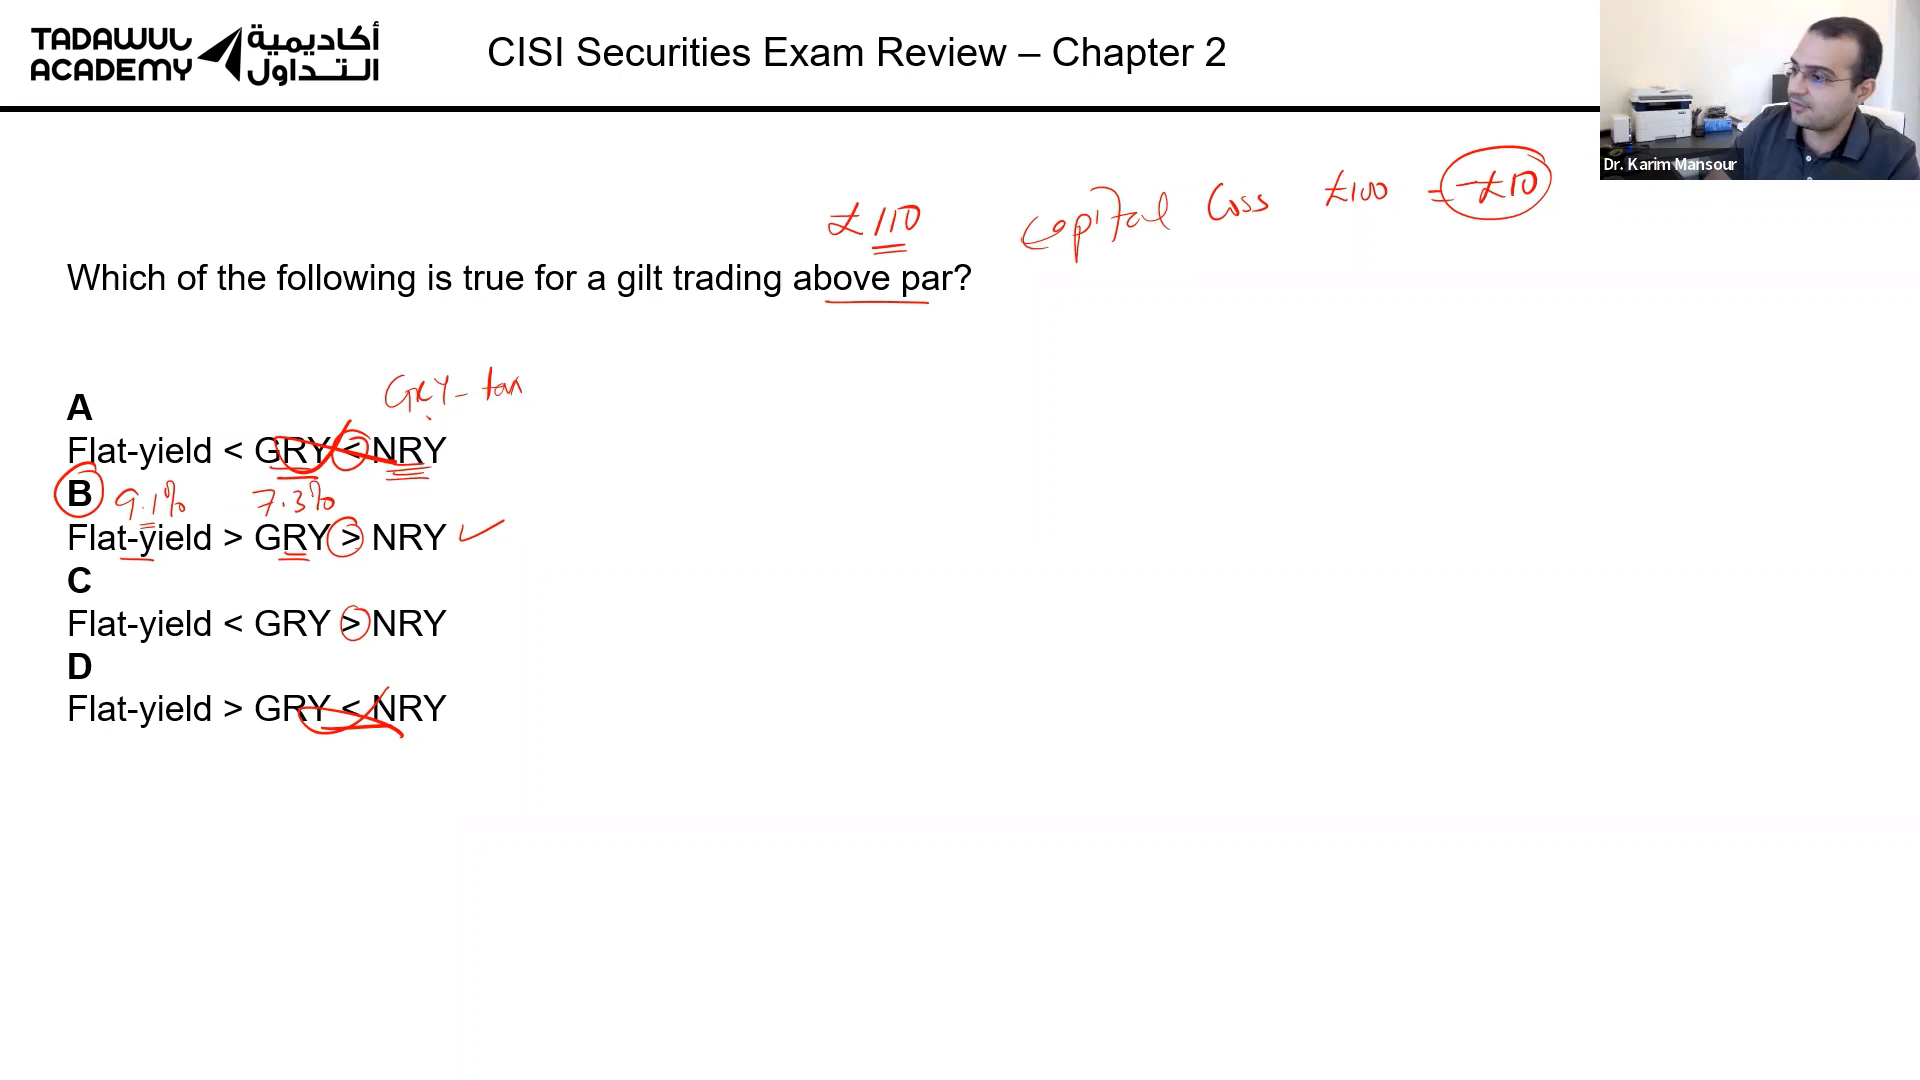 TADAWUL أكاديمية
ACADEMY التداول
CISI Securities Exam Review – Chapter 2
Dr. Karim Mansour
£110 capital Loss £100 = -£10
Which of the following is true for a gilt trading above par?
GRY - tax
A
Flat-yield < GRY < NRY
B 9.1% 7.3%
Flat-yield > GRY > NRY ✓
C
Flat-yield < GRY > NRY
D
Flat-yield > GRY < NRY